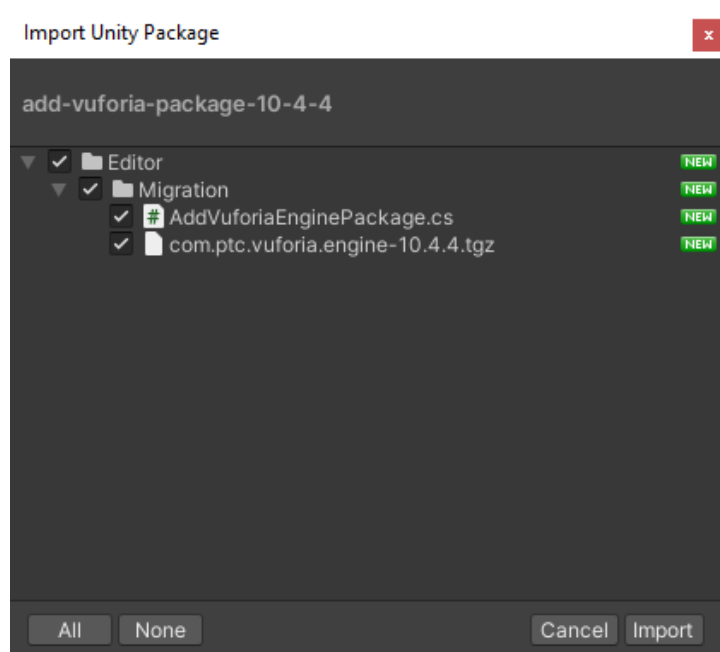 Import Unity Package
x
add-vuforia-package-10-4-4
Editor NEW
Migration NEW
# AddVuforiaEnginePackage.cs NEW
com.ptc.vuforia.engine-10.4.4.tgz NEW
All None Cancel Import